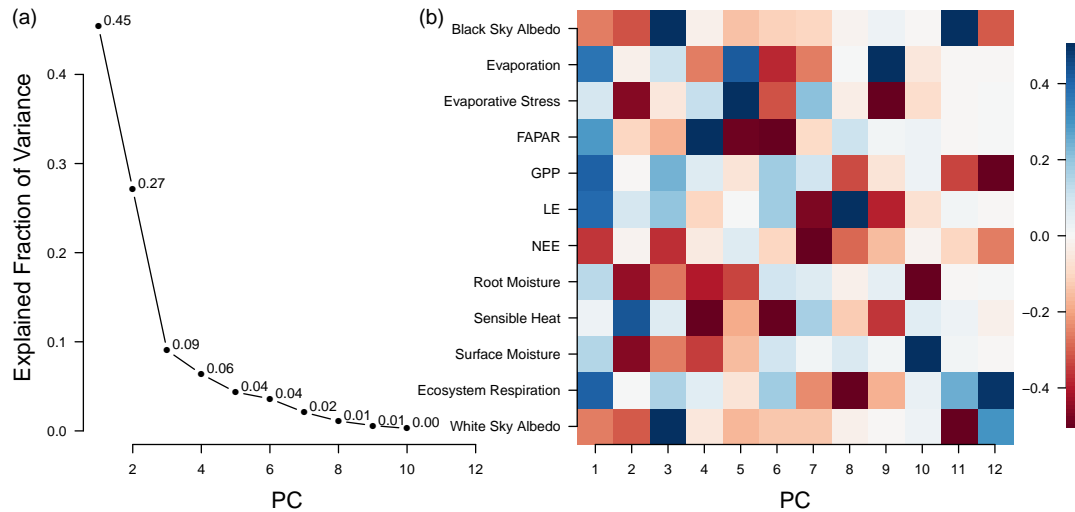 (a)
0.45
0.27
0.09
0.06
0.04
0.04
0.02
0.01
0.01
0.00
Explained Fraction of Variance
0.4
0.3
0.2
0.1
0.0
2 4 6 8 10 12
PC
(b)
Black Sky Albedo
Evaporation
Evaporative Stress
FAPAR
GPP
LE
NEE
Root Moisture
Sensible Heat
Surface Moisture
Ecosystem Respiration
White Sky Albedo
1 2 3 4 5 6 7 8 9 10 11 12
PC
0.4
0.2
0.0
−0.2
−0.4